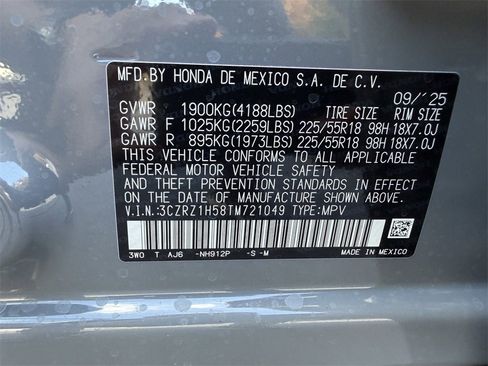 MFD.BY HONDA DE MEXICO S.A. DE C.V.
09/'25
GVWR 1900KG(4188LBS) TIRE SIZE RIM SIZE
GAWR F 1025KG(2259LBS) 225/55R18 98H 18X7.0J
GAWR R 895KG(1973LBS) 225/55R18 98H 18X7.0J
THIS VEHICLE CONFORMS TO ALL APPLICABLE
FEDERAL MOTOR VEHICLE SAFETY
AND THEFT PREVENTION STANDARDS IN EFFECT
ON THE DATE OF MANUFACTURE SHOWN ABOVE.
V.I.N.:3CZRZ1H58TM721049 TYPE:MPV
3WO T AJ6 -NH912P -S -M MADE IN MEXICO